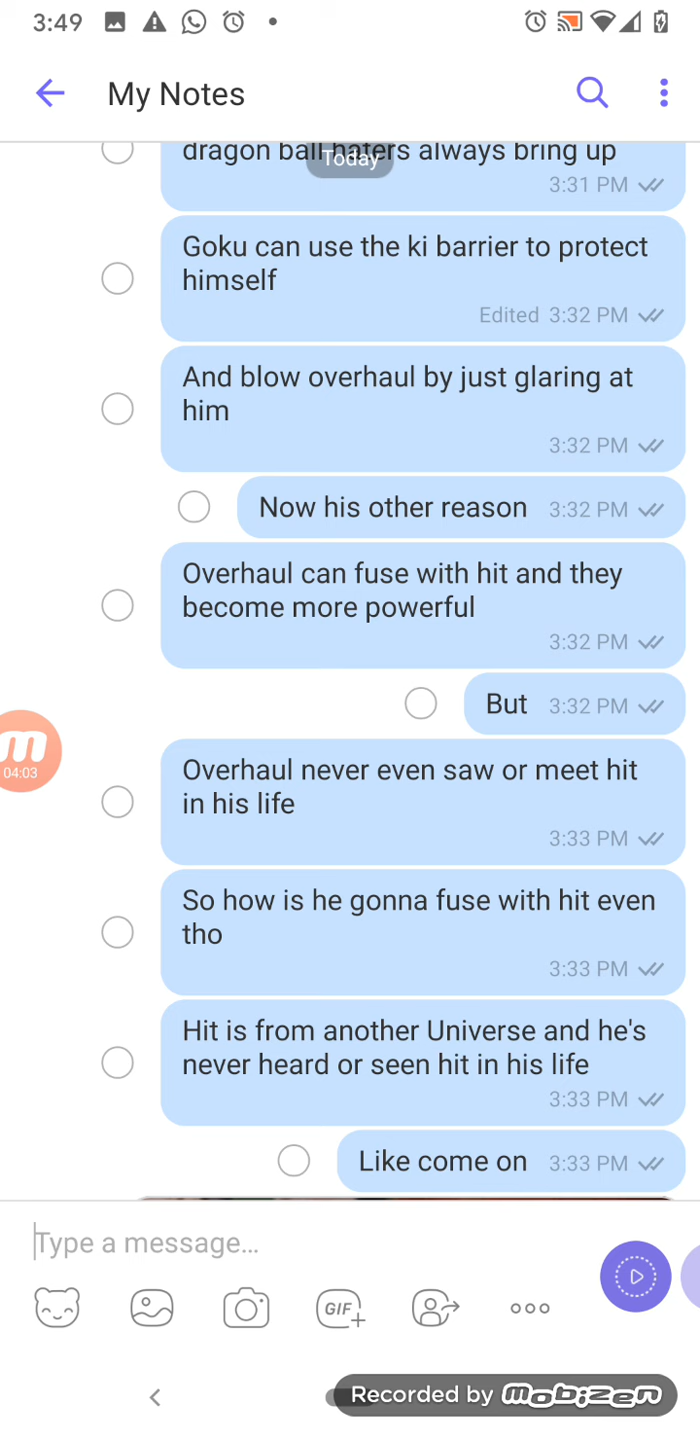 3:49
My Notes
dragon ball haters always bring up
Today
3:31 PM
Goku can use the ki barrier to protect
himself
Edited 3:32 PM
And blow overhaul by just glaring at
him
3:32 PM
Now his other reason 3:32 PM
Overhaul can fuse with hit and they
become more powerful
3:32 PM
But 3:32 PM
Overhaul never even saw or meet hit
in his life
3:33 PM
So how is he gonna fuse with hit even
tho
3:33 PM
Hit is from another Universe and he's
never heard or seen hit in his life
3:33 PM
Like come on 3:33 PM
m
04:03
Type a message...
GIF
Recorded by mobizen